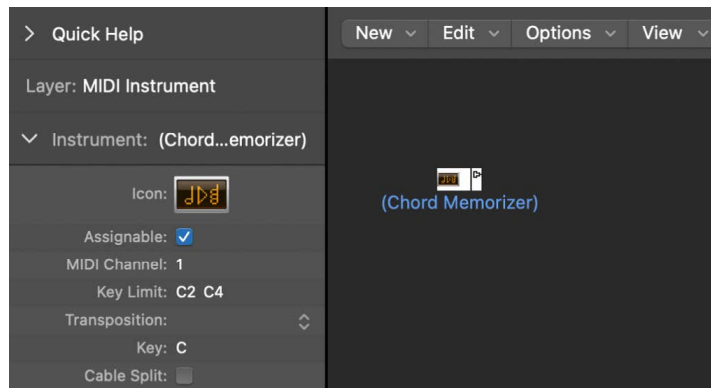 Quick Help
Layer: MIDI Instrument
Instrument: (Chord...emorizer)
Icon:
Assignable:
MIDI Channel: 1
Key Limit: C2 C4
Transposition:
Key: C
Cable Split:
New Edit Options View
(Chord Memorizer)